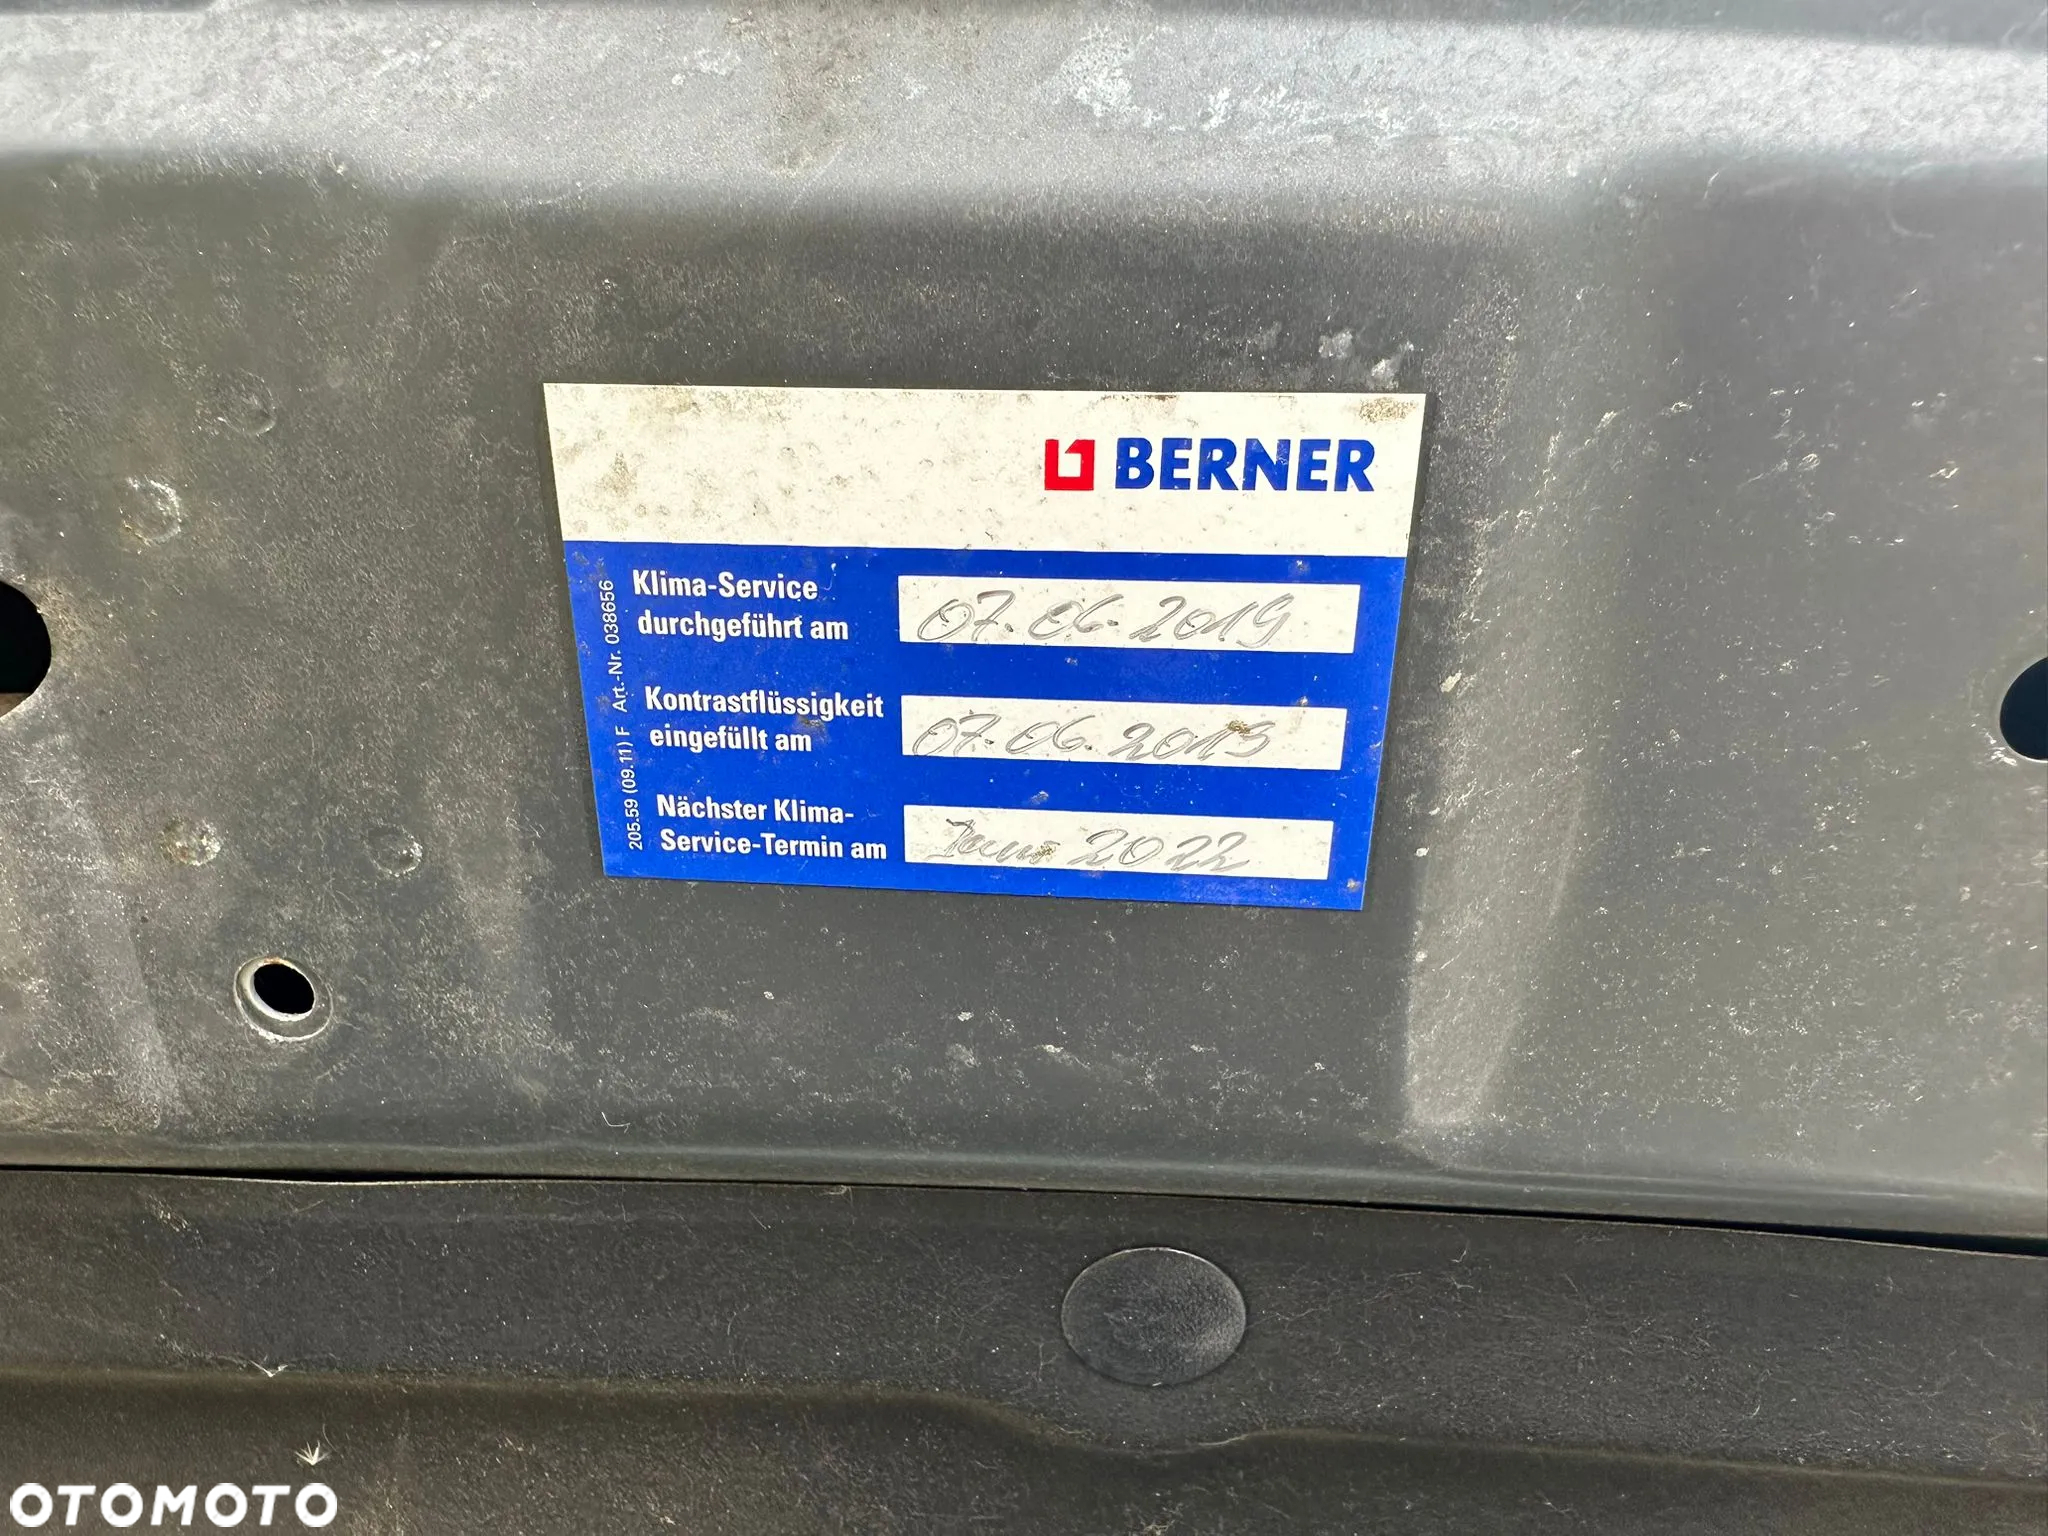 BERNER
Klima-Service
durchgeführt am
07.06.2019
Kontrastflüssigkeit
eingefüllt am
07.06.2019
Nächster Klima-
Service-Termin am
2022
205.59 (09.11) F Art.-Nr. 038656
OTOMOTO